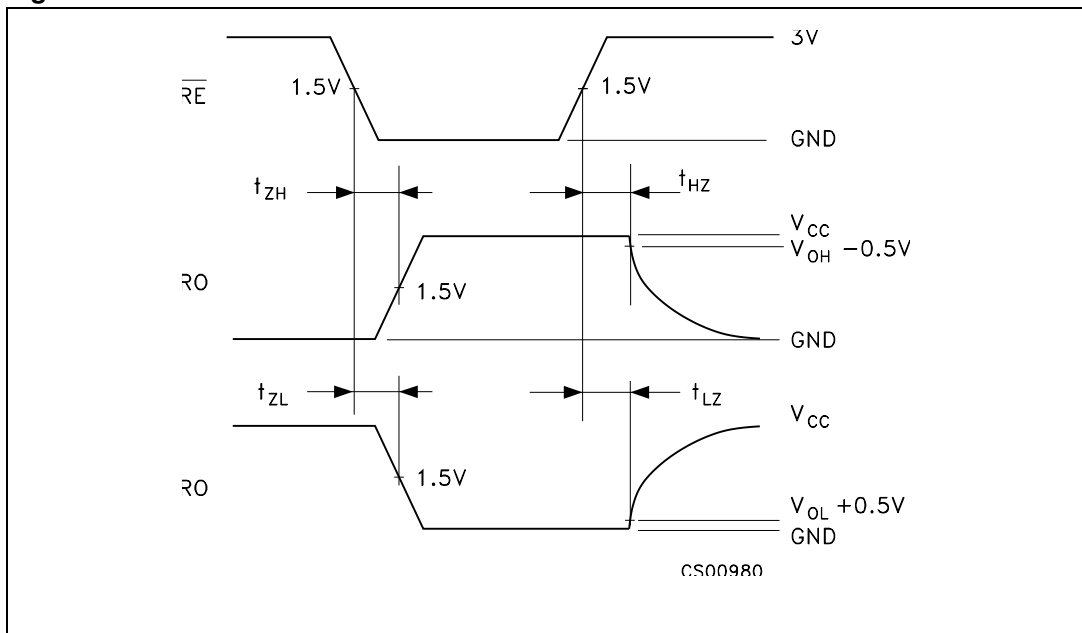 3V
1.5V
1.5V
RE
GND
tZH
tHZ
VCC
VOH −0.5V
RO
1.5V
GND
tZL
tLZ
VCC
1.5V
RO
VOL +0.5V
GND
CS00980